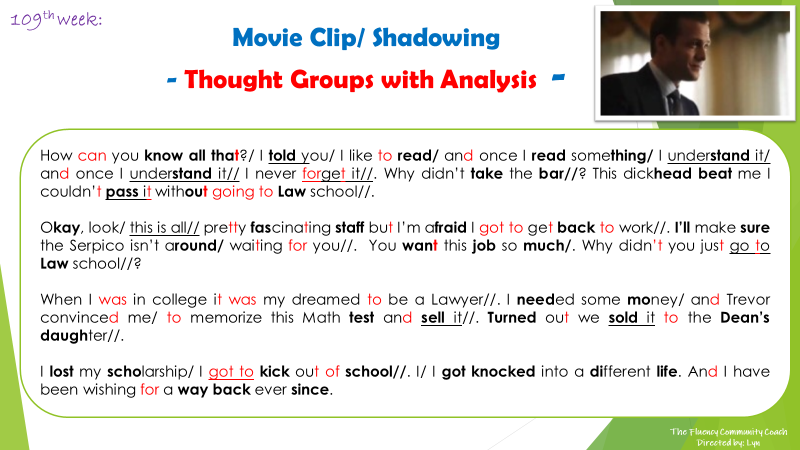 109th week:
Movie Clip/ Shadowing
- Thought Groups with Analysis -
How can you know all that?/ I told you/ I like to read/ and once I read something/ I understand it/
and once I understand it// I never forget it//. Why didn’t take the bar//? This dickhead beat me I
couldn’t pass it without going to Law school//.
Okay, look/ this is all// pretty fascinating staff but I’m afraid I got to get back to work//. I’ll make sure
the Serpico isn’t around/ waiting for you//. You want this job so much/. Why didn’t you just go to
Law school//?
When I was in college it was my dreamed to be a Lawyer//. I needed some money/ and Trevor
convinced me/ to memorize this Math test and sell it//. Turned out we sold it to the Dean’s
daughter//.
I lost my scholarship/ I got to kick out of school//. I/ I got knocked into a different life. And I have
been wishing for a way back ever since.
The Fluency Community Coach
Directed by: Lyn